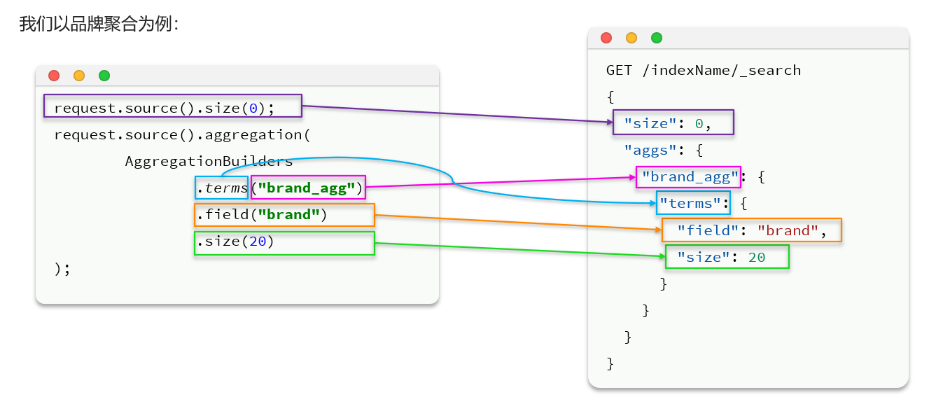 我们以品牌聚合为例：
request.source().size(0);
request.source().aggregation(
AggregationBuilders
.terms("brand_agg")
.field("brand")
.size(20)
);
GET /indexName/_search
{
"size": 0,
"aggs": {
"brand_agg": {
"terms": {
"field": "brand",
"size": 20
}
}
}
}